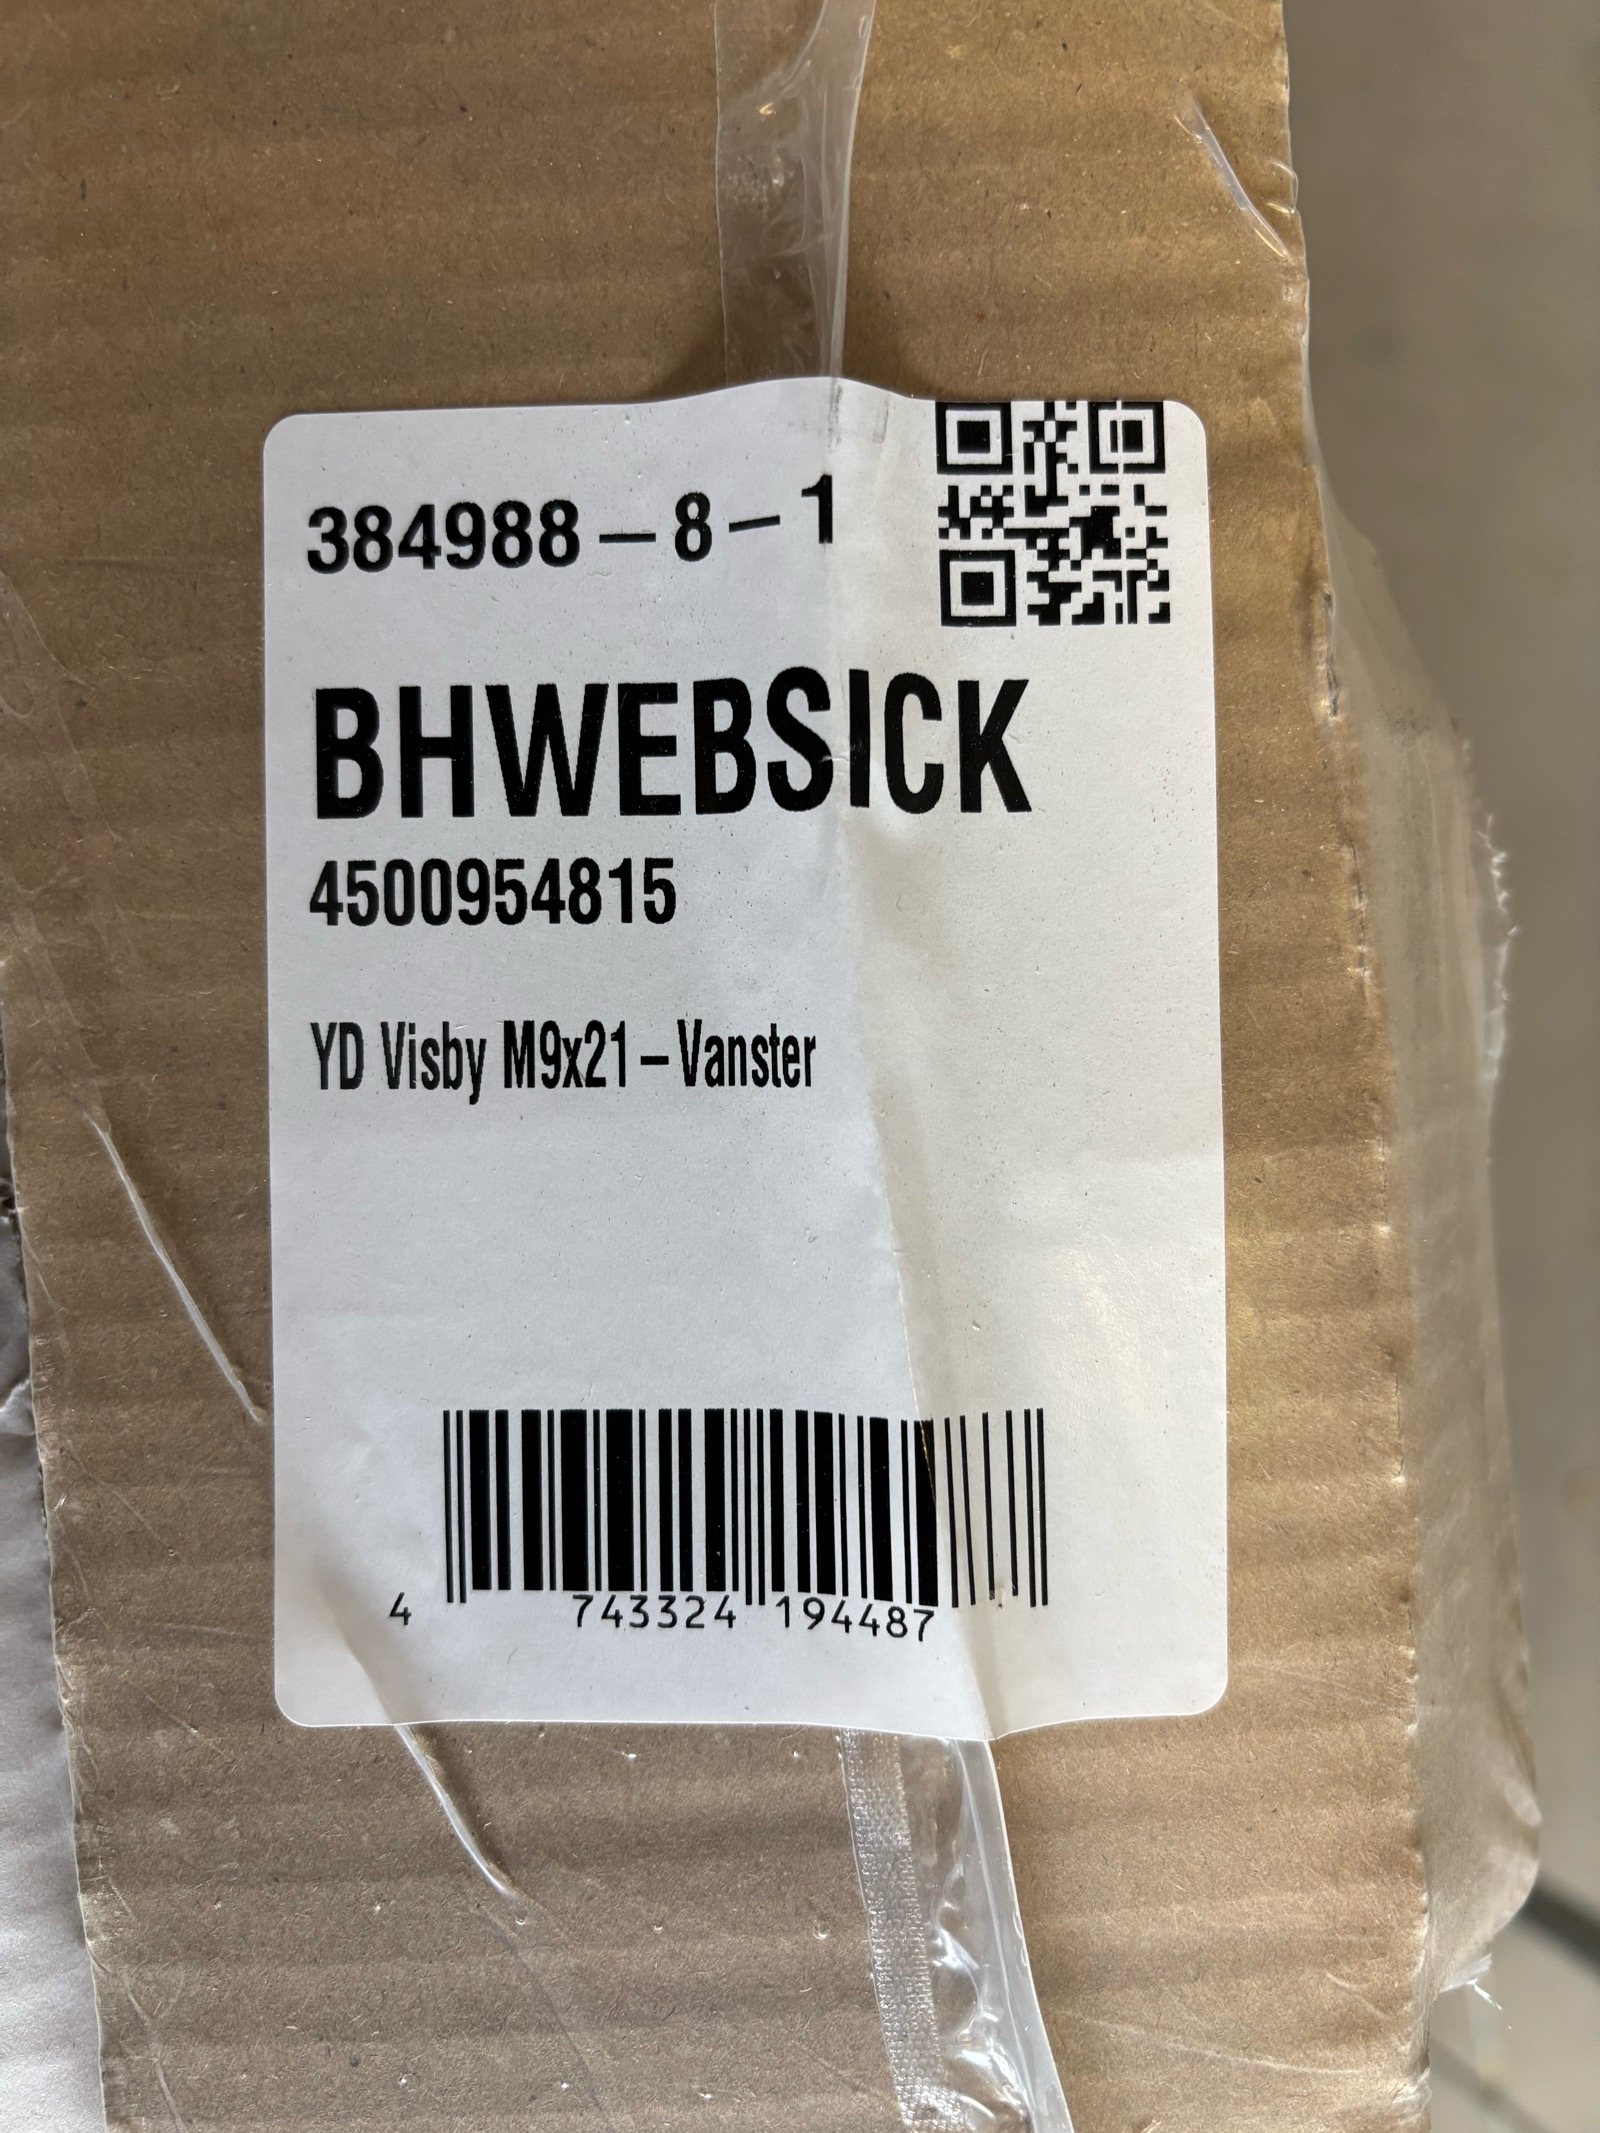 384988 – 8 – 1
BHWEBSICK
4500954815
YD Visby M9x21 – Vanster
4 743324 194487